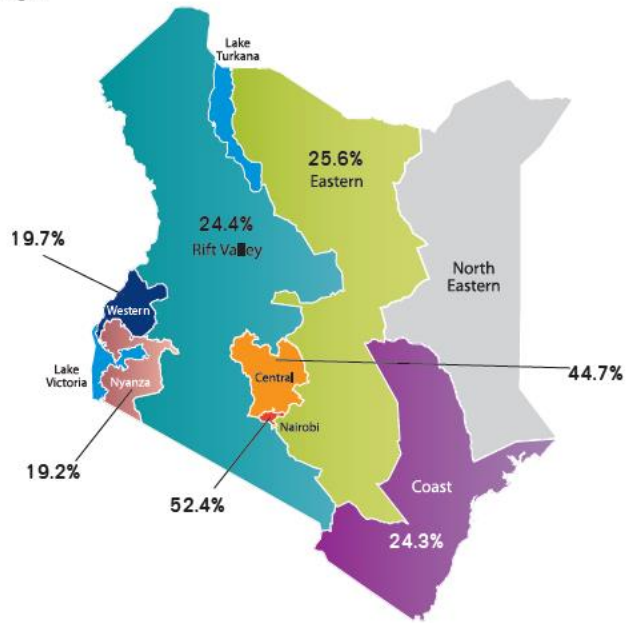 Lake
Turkana
25.6%
Eastern
24.4%
Rift Valley
19.7%
North
Eastern
Western
Lake
Victoria
Nyanza
Central
44.7%
Nairobi
19.2%
52.4%
Coast
24.3%